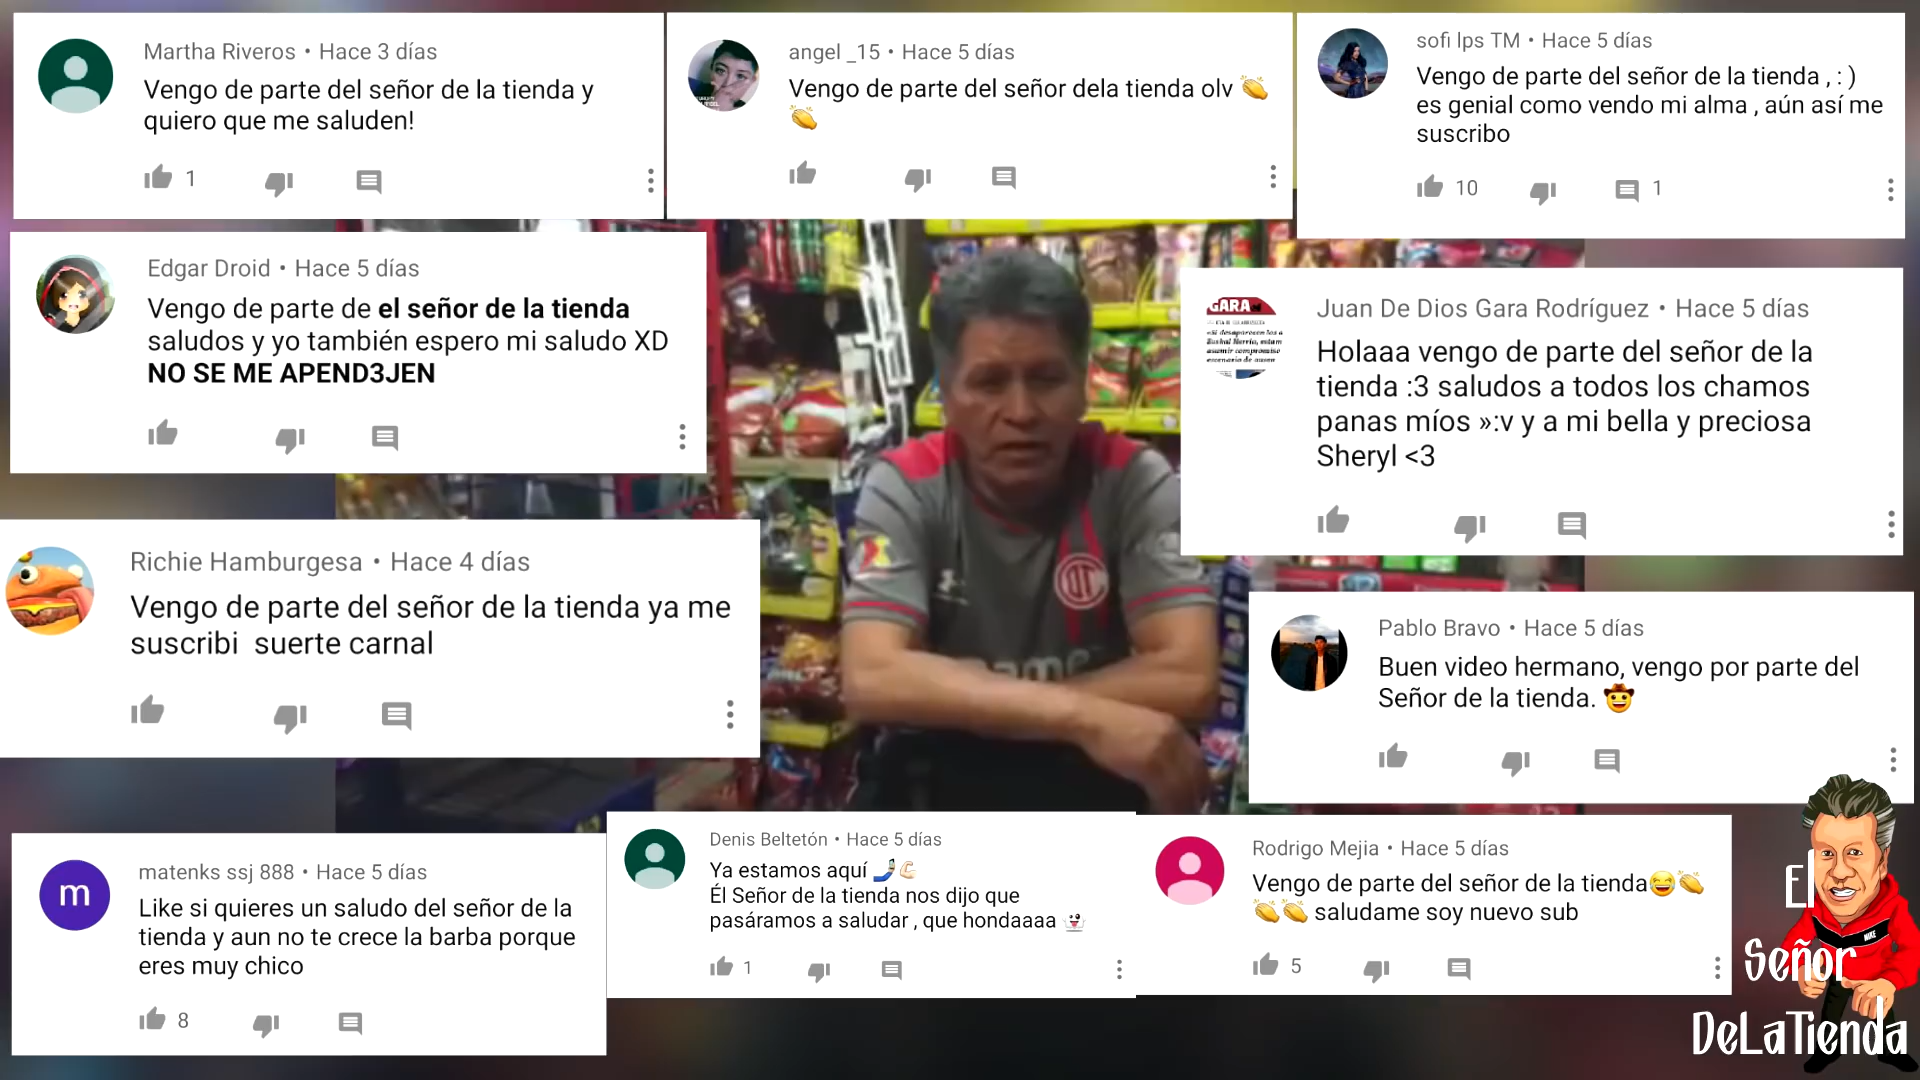 Martha Riveros • Hace 3 días
Vengo de parte del señor de la tienda y
quiero que me saluden!
1
angel _15 • Hace 5 días
Vengo de parte del señor dela tienda olv 👏
👏
sofi lps TM • Hace 5 días
Vengo de parte del señor de la tienda , : )
es genial como vendo mi alma , aún así me
suscribo
10
1
Edgar Droid • Hace 5 días
Vengo de parte de el señor de la tienda
saludos y yo también espero mi saludo XD
NO SE ME APEND3JEN
GARA
Juan De Dios Gara Rodríguez • Hace 5 días
Holaaa vengo de parte del señor de la
tienda :3 saludos a todos los chamos
panas míos »:v y a mi bella y preciosa
Sheryl <3
Richie Hamburgesa • Hace 4 días
Vengo de parte del señor de la tienda ya me
suscribi  suerte carnal
Pablo Bravo • Hace 5 días
Buen video hermano, vengo por parte del
Señor de la tienda. 🤠
m
matenks ssj 888 • Hace 5 días
Like si quieres un saludo del señor de la
tienda y aun no te crece la barba porque
eres muy chico
8
Denis Beltetón • Hace 5 días
Ya estamos aquí 🤳💪🏻
Él Señor de la tienda nos dijo que
pasáramos a saludar , que hondaaaa 👻
1
Rodrigo Mejia • Hace 5 días
Vengo de parte del señor de la tienda😆👏
👏👏 saludame soy nuevo sub
5
NIKE
El
Señor
DeLaTienda